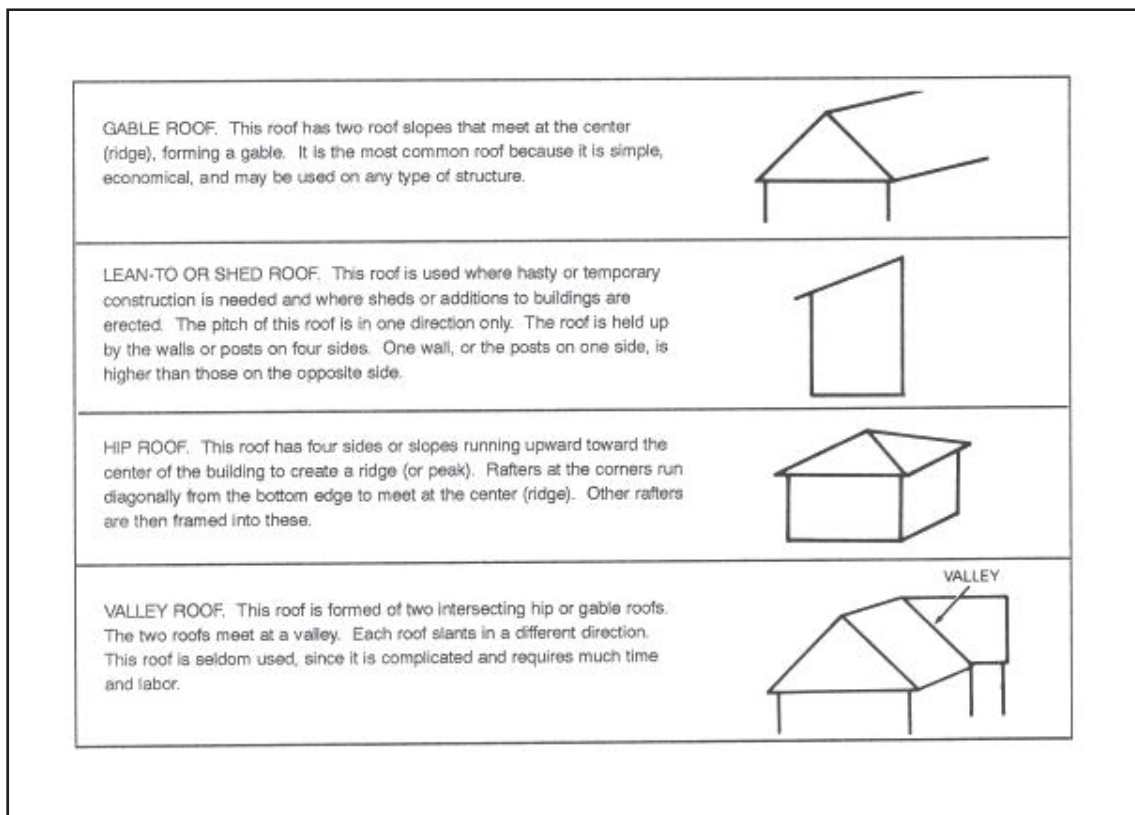 GABLE ROOF. This roof has two roof slopes that meet at the center
(ridge), forming a gable. It is the most common roof because it is simple,
economical, and may be used on any type of structure.
LEAN-TO OR SHED ROOF. This roof is used where hasty or temporary
construction is needed and where sheds or additions to buildings are
erected. The pitch of this roof is in one direction only. The roof is held up
by the walls or posts on four sides. One wall, or the posts on one side, is
higher than those on the opposite side.
HIP ROOF. This roof has four sides or slopes running upward toward the
center of the building to create a ridge (or peak). Rafters at the corners run
diagonally from the bottom edge to meet at the center (ridge). Other rafters
are then framed into these.
VALLEY
VALLEY ROOF. This roof is formed of two intersecting hip or gable roofs.
The two roofs meet at a valley. Each roof slants in a different direction.
This roof is seldom used, since it is complicated and requires much time
and labor.